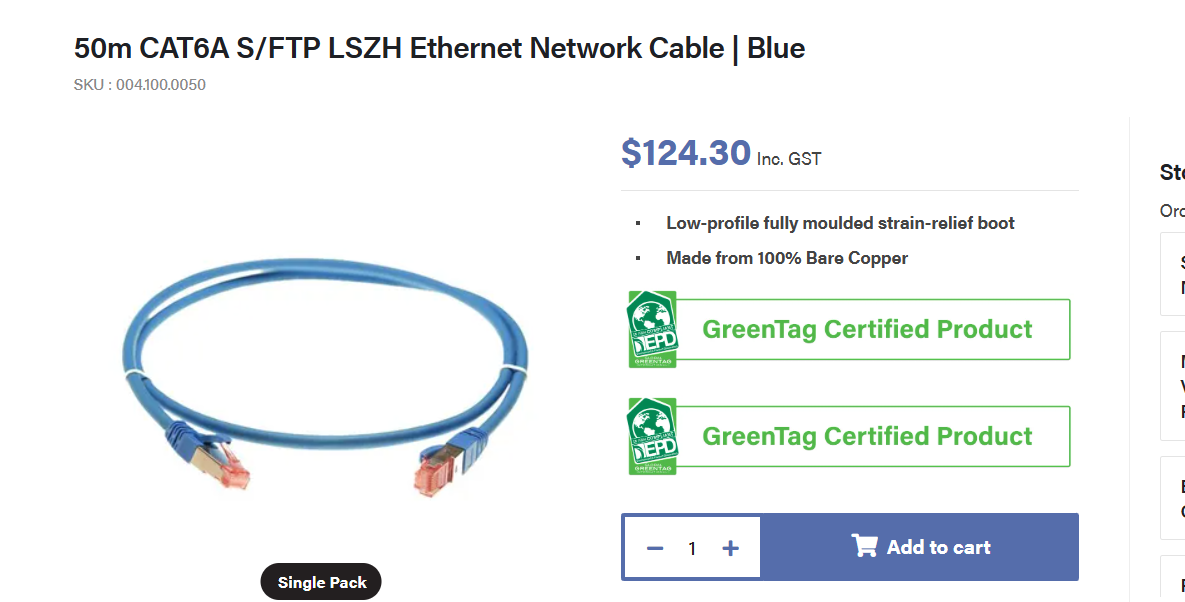 50m CAT6A S/FTP LSZH Ethernet Network Cable | Blue
SKU : 004.100.0050
$124.30 Inc. GST
Low-profile fully moulded strain-relief boot
Made from 100% Bare Copper
EPD
GREENTAG
GreenTag Certified Product
EPD
GREENTAG
GreenTag Certified Product
− 1 +
Add to cart
Single Pack